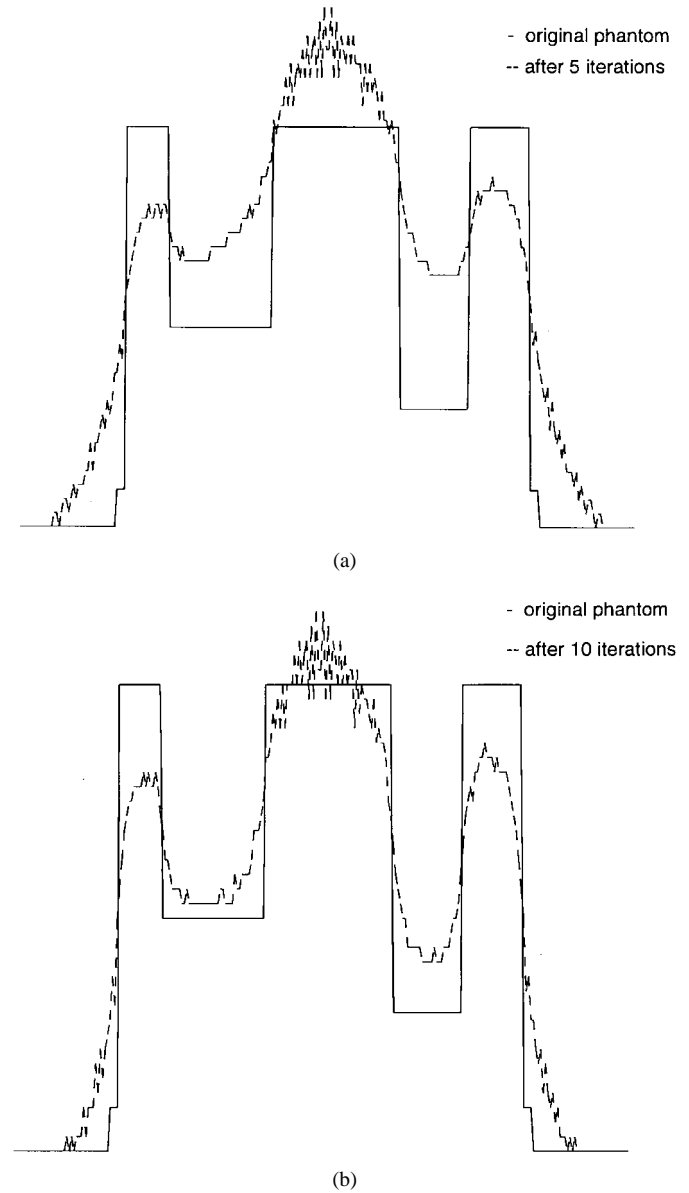 - original phantom
-- after 5 iterations
(a)
- original phantom
-- after 10 iterations
(b)